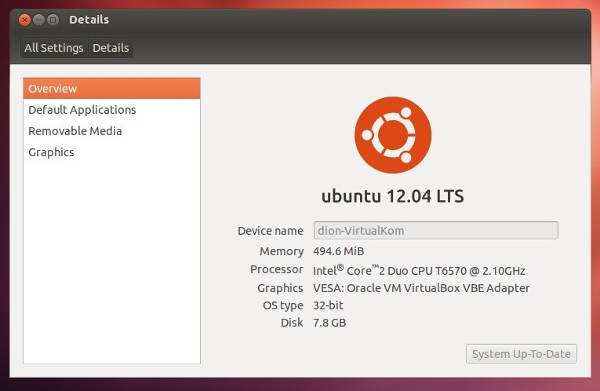 Details
All Settings Details
Overview
Default Applications
Removable Media
Graphics
ubuntu 12.04 LTS
Device name dion-VirtualKom
Memory 494.6 MiB
Processor Intel® Core™2 Duo CPU T6570 @ 2.10GHz
Graphics VESA: Oracle VM VirtualBox VBE Adapter
OS type 32-bit
Disk 7.8 GB
System Up-To-Date